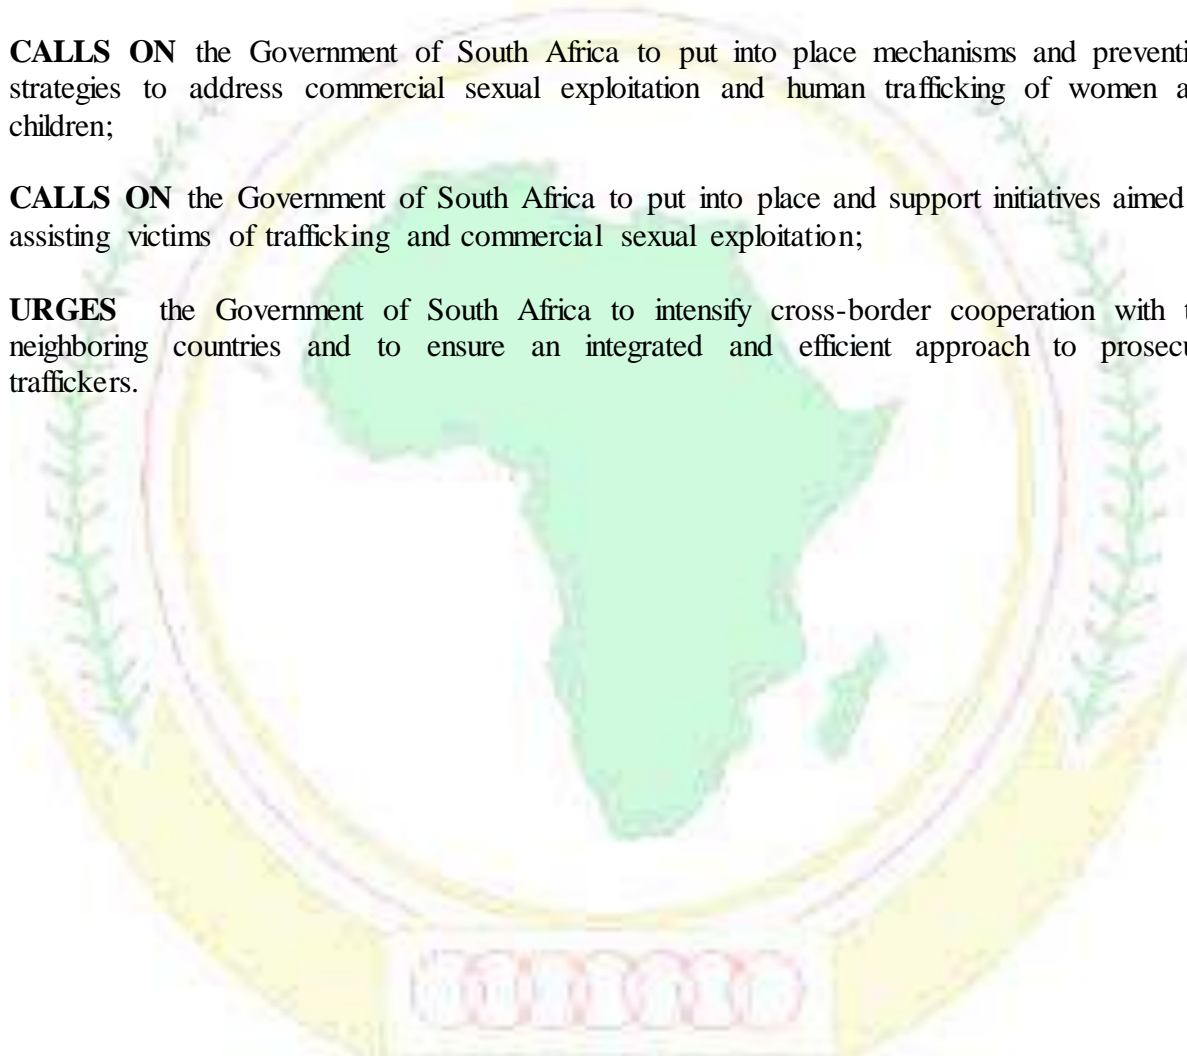 CALLS ON the Government of South Africa to put into place mechanisms and preventi
strategies to address commercial sexual exploitation and human trafficking of women a
children;
CALLS ON the Government of South Africa to put into place and support initiatives aimed
assisting victims of trafficking and commercial sexual exploitation;
URGES the Government of South Africa to intensify cross-border cooperation with t
neighboring countries and to ensure an integrated and efficient approach to prosecu
traffickers.